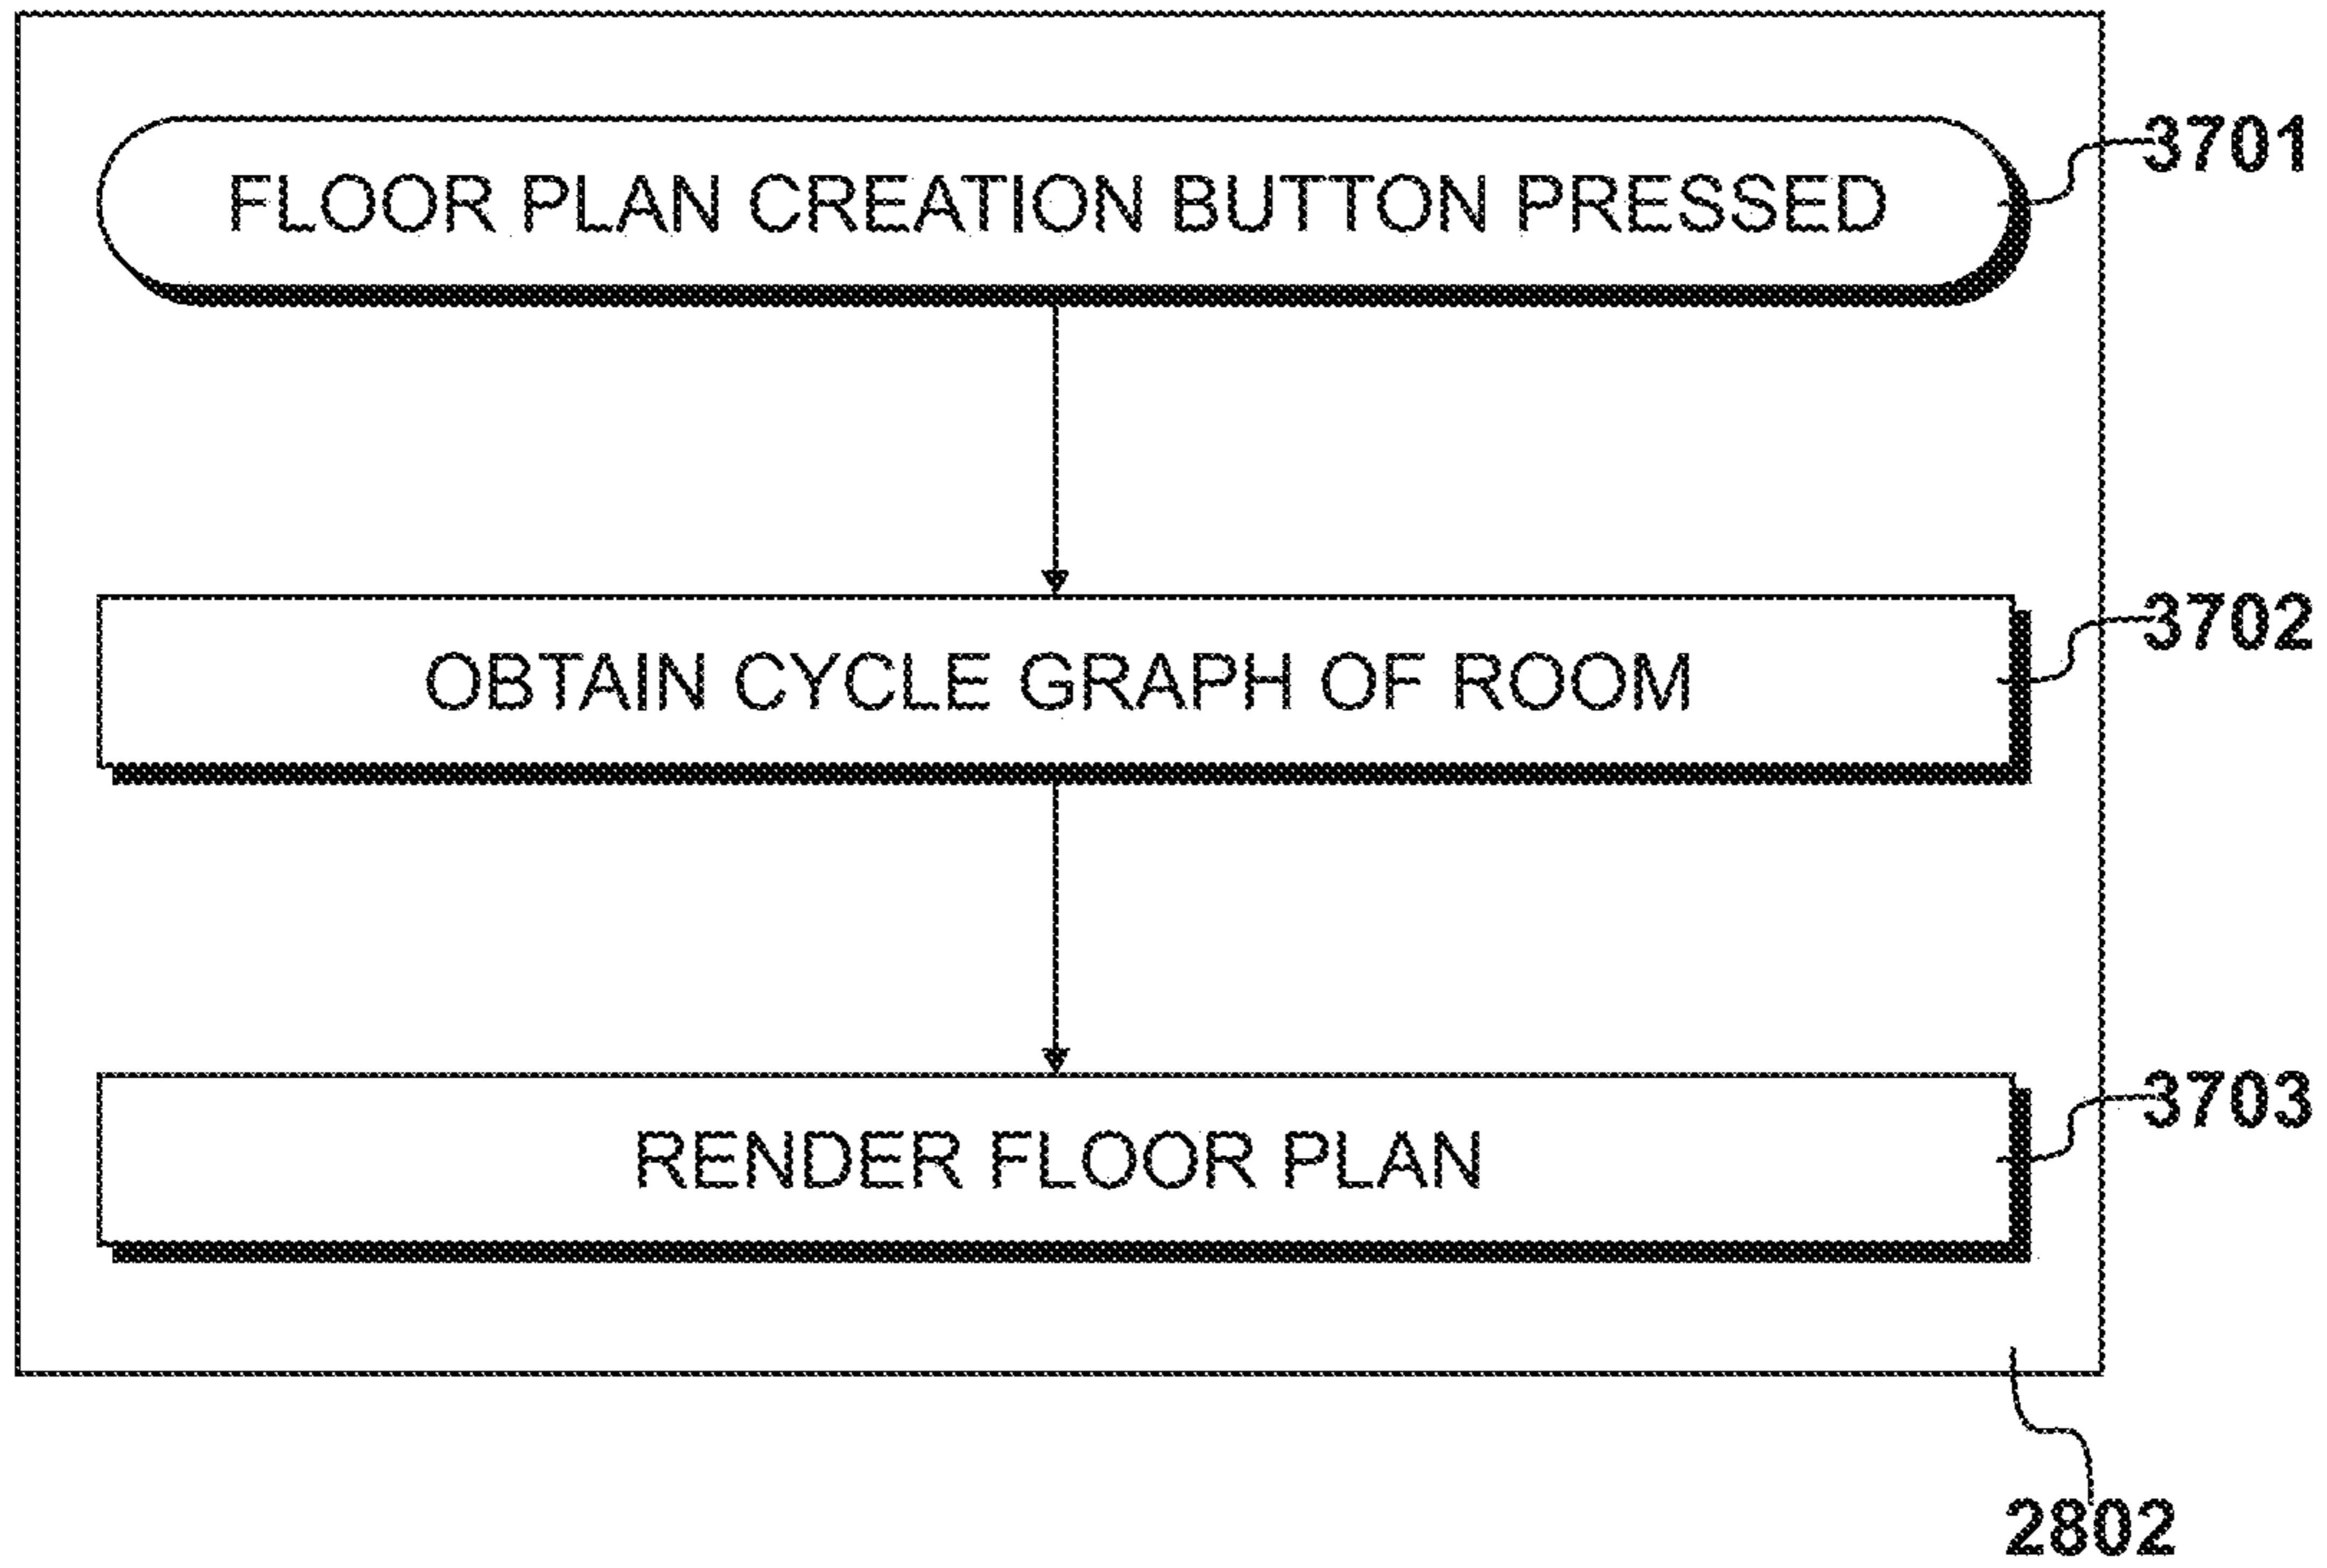 FLOOR PLAN CREATION BUTTON PRESSED
3701
OBTAIN CYCLE GRAPH OF ROOM
3702
RENDER FLOOR PLAN
3703
2802